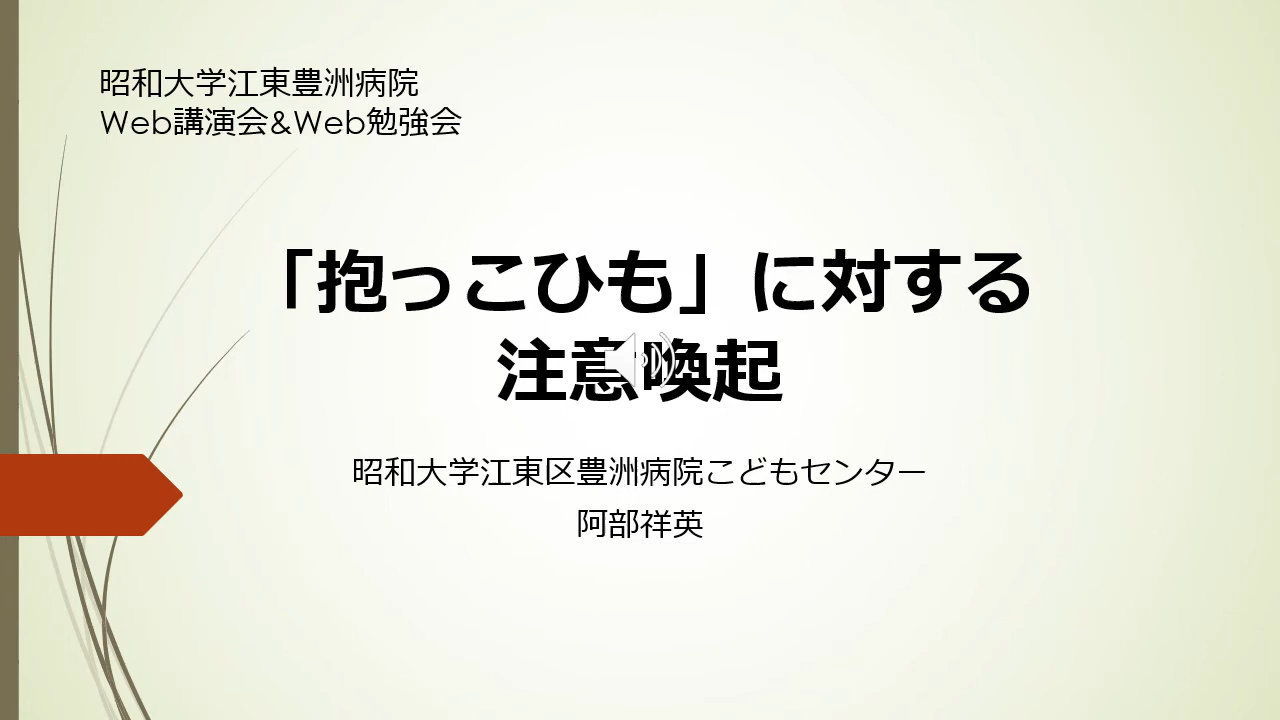 昭和大学江東豊洲病院
Web講演会&Web勉強会
「抱っこひも」に対する
注意喚起
昭和大学江東区豊洲病院こどもセンター
阿部祥英